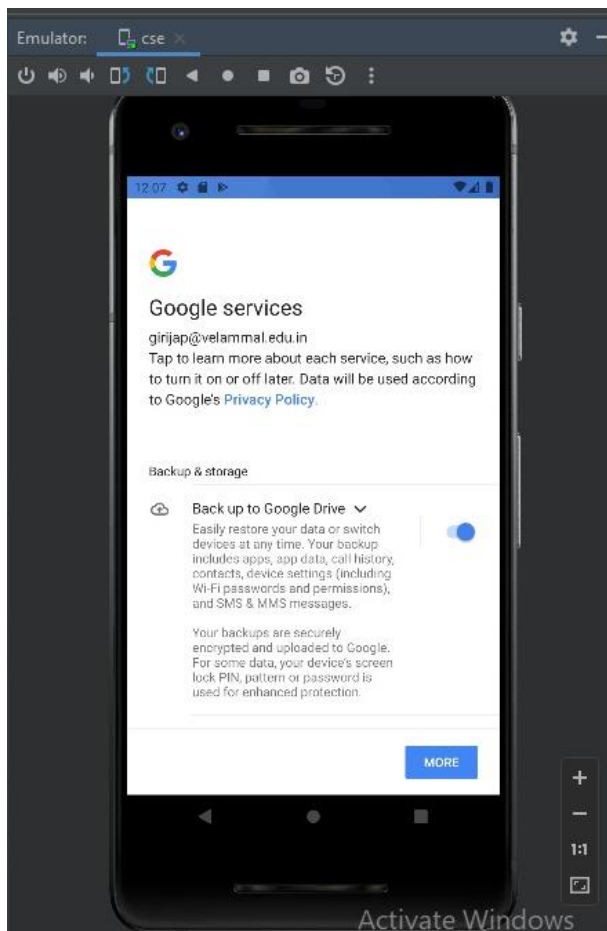 Emulator: cse
12:07
G
Google services
girijap@velammal.edu.in
Tap to learn more about each service, such as how
to turn it on or off later. Data will be used according
to Google's Privacy Policy.
Backup & storage
Back up to Google Drive
Easily restore your data or switch
devices at any time. Your backup
includes apps, app data, call history,
contacts, device settings (including
Wi-Fi passwords and permissions),
and SMS & MMS messages.
Your backups are securely
encrypted and uploaded to Google.
For some data, your device's screen
lock PIN, pattern or password is
used for enhanced protection.
MORE
1:1
Activate Windows